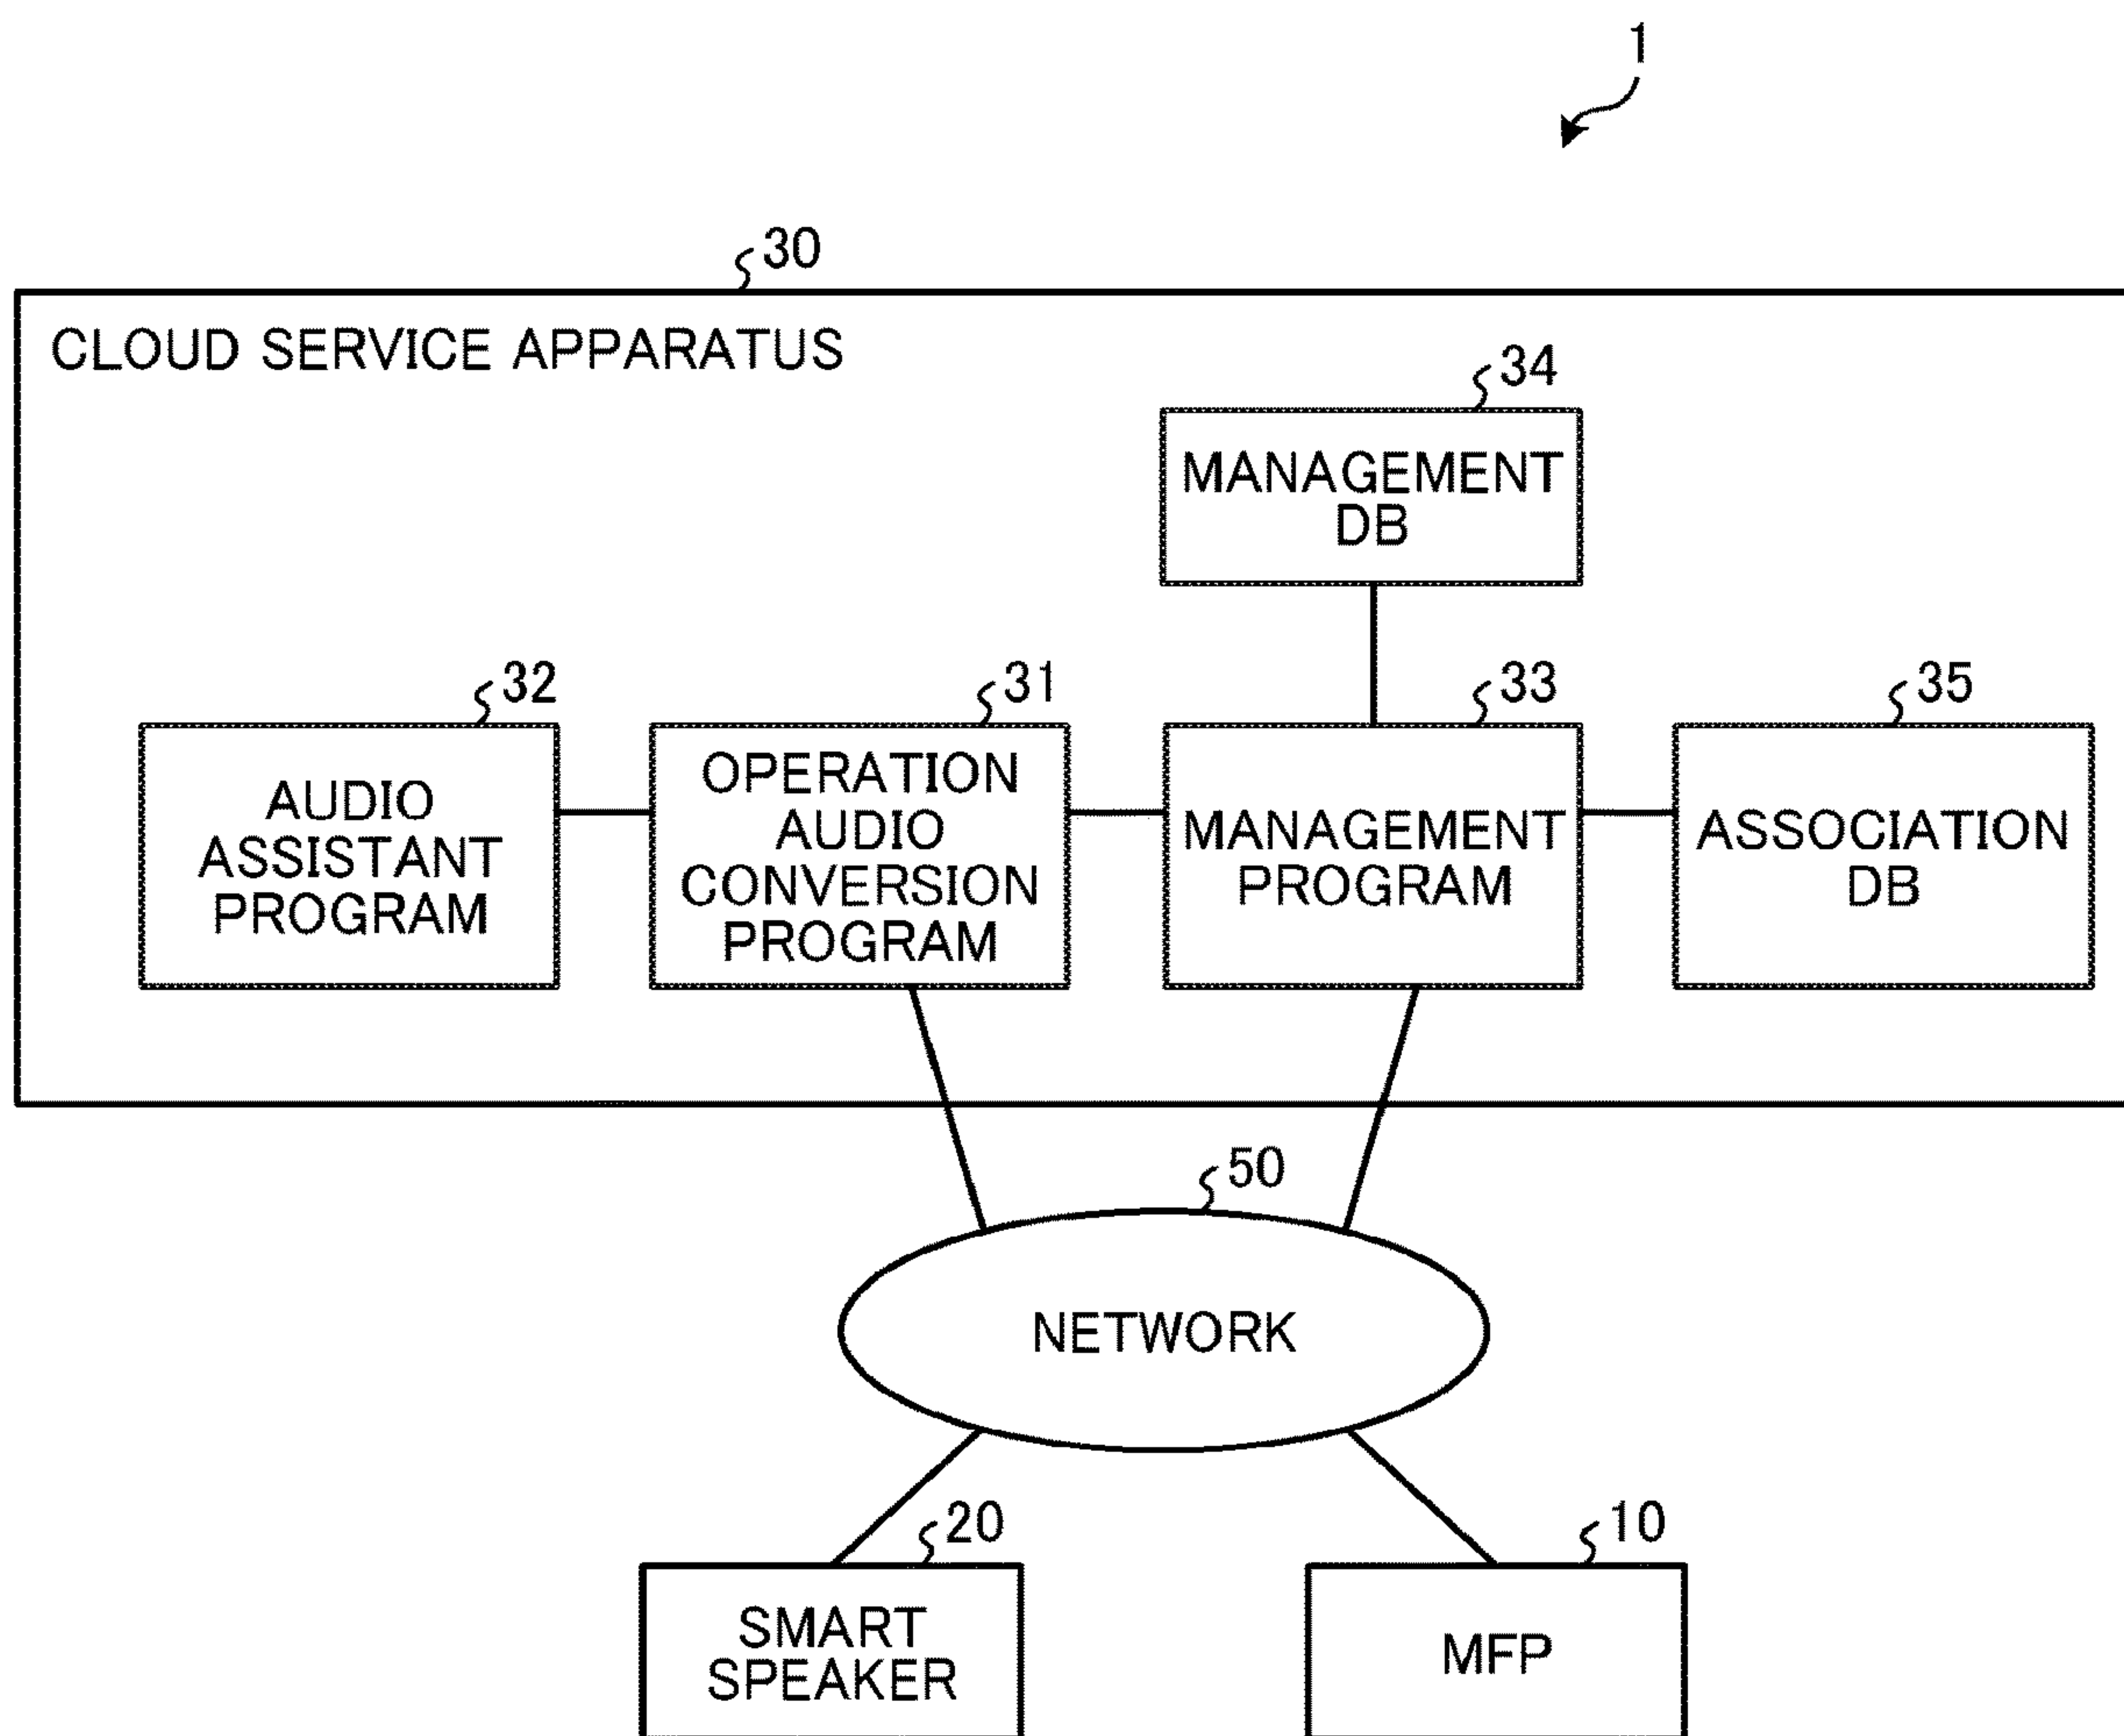 1
30
CLOUD SERVICE APPARATUS
34
MANAGEMENT
DB
32
AUDIO
ASSISTANT
PROGRAM
31
OPERATION
AUDIO
CONVERSION
PROGRAM
33
MANAGEMENT
PROGRAM
35
ASSOCIATION
DB
50
NETWORK
20
SMART
SPEAKER
10
MFP